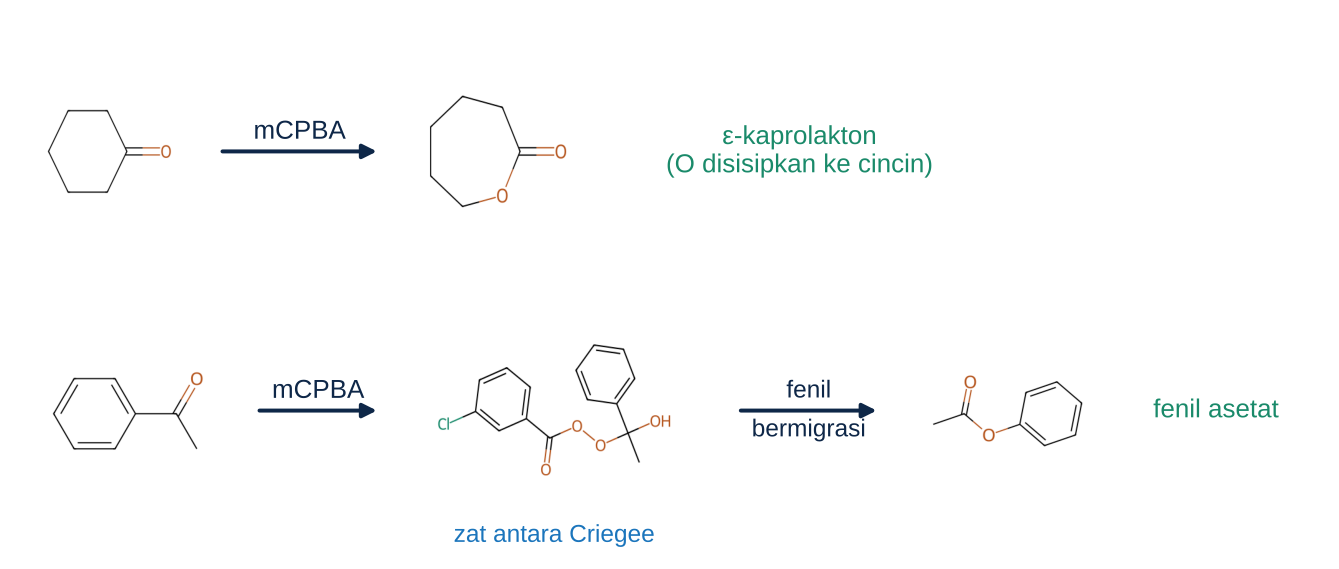 mCPBA
O
O
O
ε-kaprolakton
(O disisipkan ke cincin)
O
mCPBA
Cl
O
O
O
OH
fenil
bermigrasi
O
O
fenil asetat
zat antara Criegee